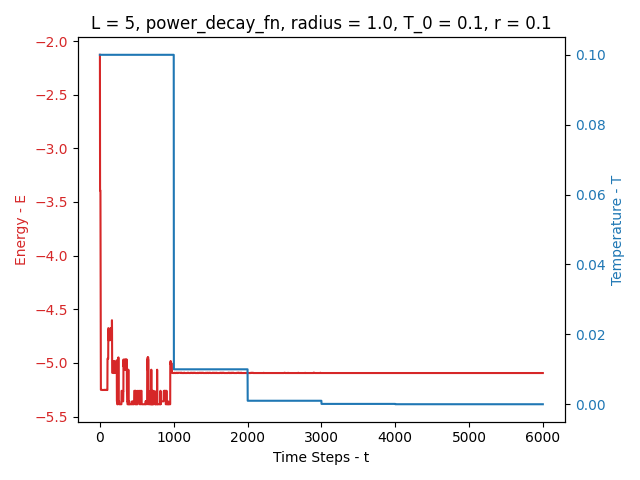 L = 5, power_decay_fn, radius = 1.0, T_0 = 0.1, r = 0.1
−2.0
−2.5
−3.0
−3.5
−4.0
−4.5
−5.0
−5.5
Energy - E
0.10
0.08
0.06
0.04
0.02
0.00
Temperature - T
0 1000 2000 3000 4000 5000 6000
Time Steps - t